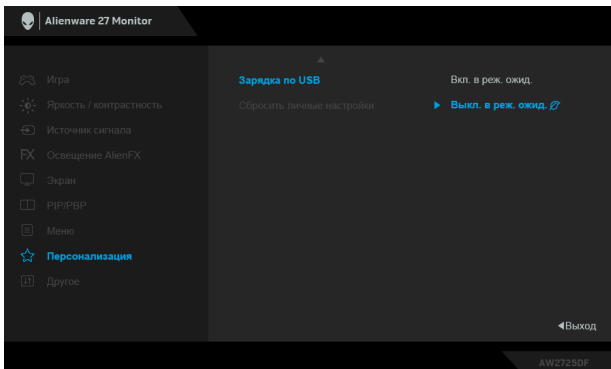 Alienware 27 Monitor
Игра
Яркость / контрастность
Источник сигнала
FX Освещение AlienFX
Экран
PIP/PBP
Меню
Персонализация
Другое
Зарядка по USB
Вкл. в реж. ожид.
Сбросить личные настройки
Выкл. в реж. ожид.
Выход
AW2725DF